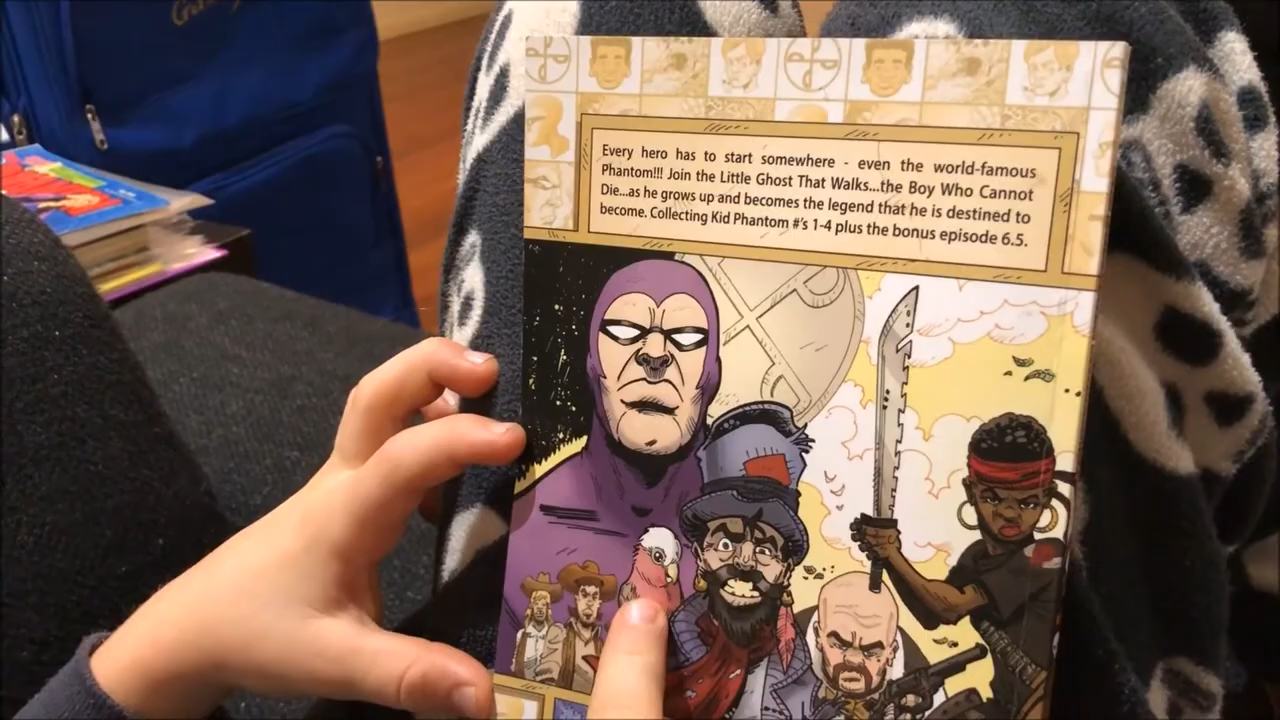 Every hero has to start somewhere - even the world-famous
Phantom!!! Join the Little Ghost That Walks...the Boy Who Cannot
Die...as he grows up and becomes the legend that he is destined to
become. Collecting Kid Phantom #'s 1-4 plus the bonus episode 6.5.